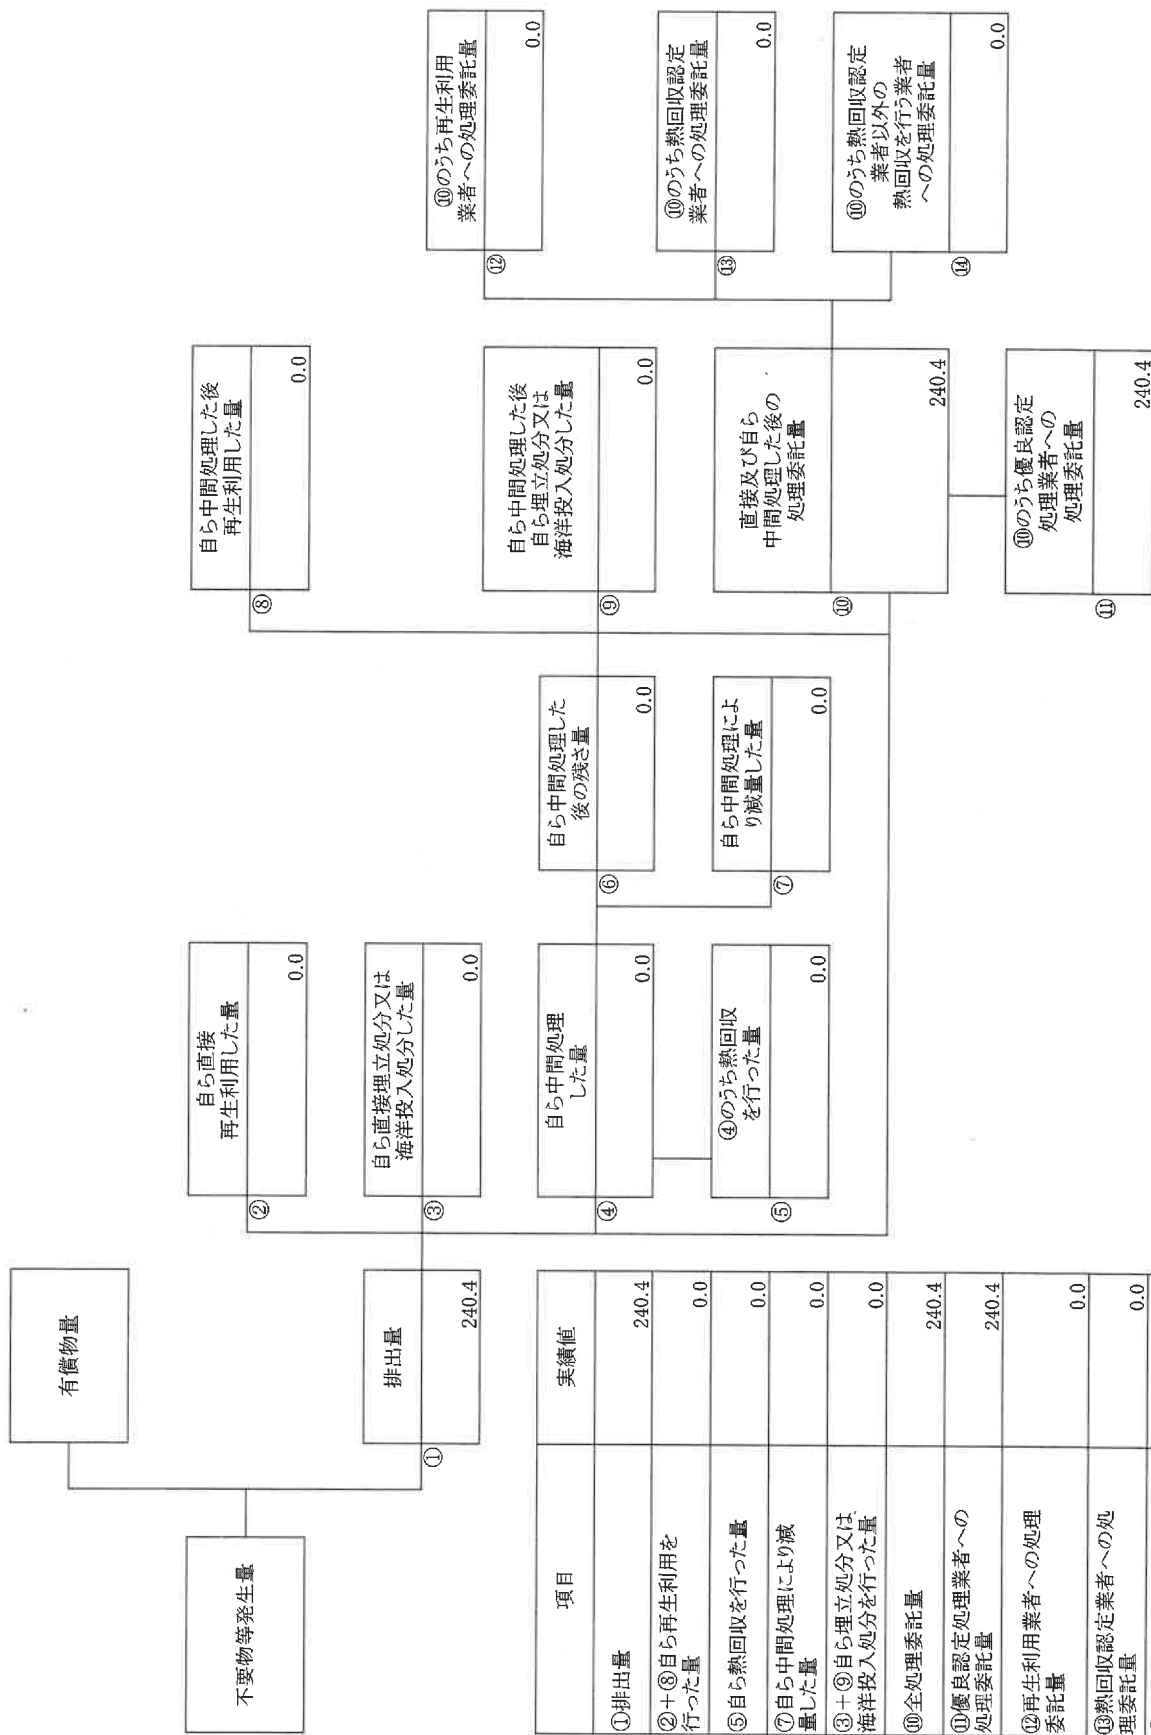 不要物等発生量
有償物量
①
排出量
240.4
②
自ら直接
再生利用した量
0.0
③
自ら直接埋立処分又は
海洋投入処分した量
0.0
④
自ら中間処理
した量
0.0
⑤
④のうち熱回収
を行った量
0.0
⑥
自ら中間処理した
後の残さ量
0.0
⑦
自ら中間処理によ
り減量した量
0.0
⑧
自ら中間処理した後
再生利用した量
0.0
⑨
自ら中間処理した後
自ら埋立処分又は
海洋投入処分した量
0.0
⑩
直接及び自ら
中間処理した後の
処理委託量
240.4
⑪
⑩のうち優良認定
処理業者への
処理委託量
240.4
⑫
⑩のうち再生利用
業者への処理委託量
0.0
⑬
⑩のうち熱回収認定
業者への処理委託量
0.0
⑭
⑩のうち熱回収認定
業者以外の
熱回収を行う業者
への処理委託量
0.0
項目 実績値
①排出量 240.4
②+⑧自ら再生利用を
行った量 0.0
⑤自ら熱回収を行った量 0.0
⑦自ら中間処理により減
量した量 0.0
③+⑨自ら埋立処分又は
海洋投入処分を行った量 0.0
⑩全処理委託量 240.4
⑪優良認定処理業者への
処理委託量 240.4
⑫再生利用業者への処理
委託量 0.0
⑬熱回収認定業者への処
理委託量 0.0